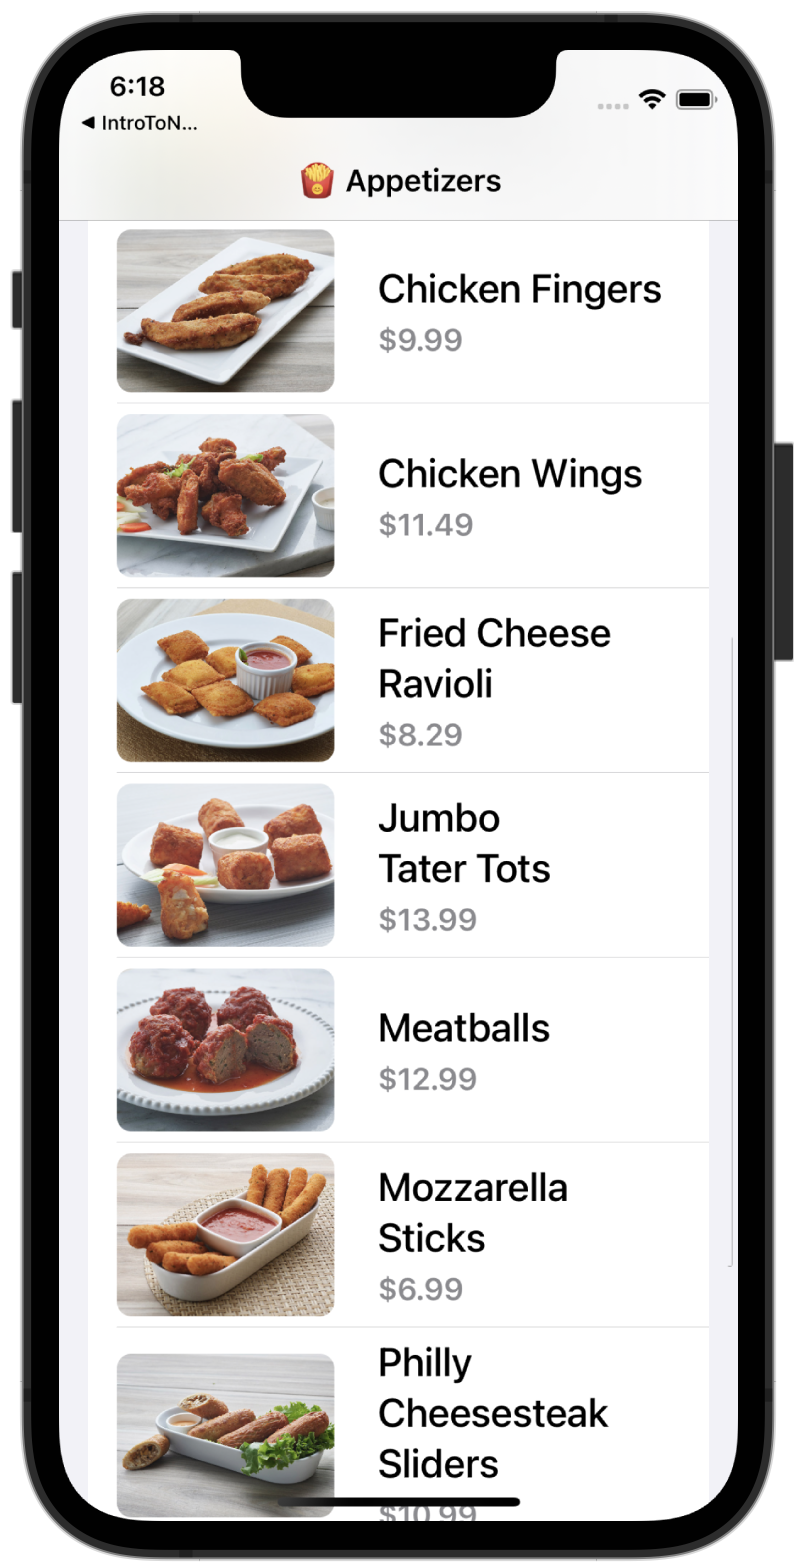 6:18
◀ IntroToN...
🍟 Appetizers
Chicken Fingers
$9.99
Chicken Wings
$11.49
Fried Cheese
Ravioli
$8.29
Jumbo
Tater Tots
$13.99
Meatballs
$12.99
Mozzarella
Sticks
$6.99
Philly
Cheesesteak
Sliders
$10.99